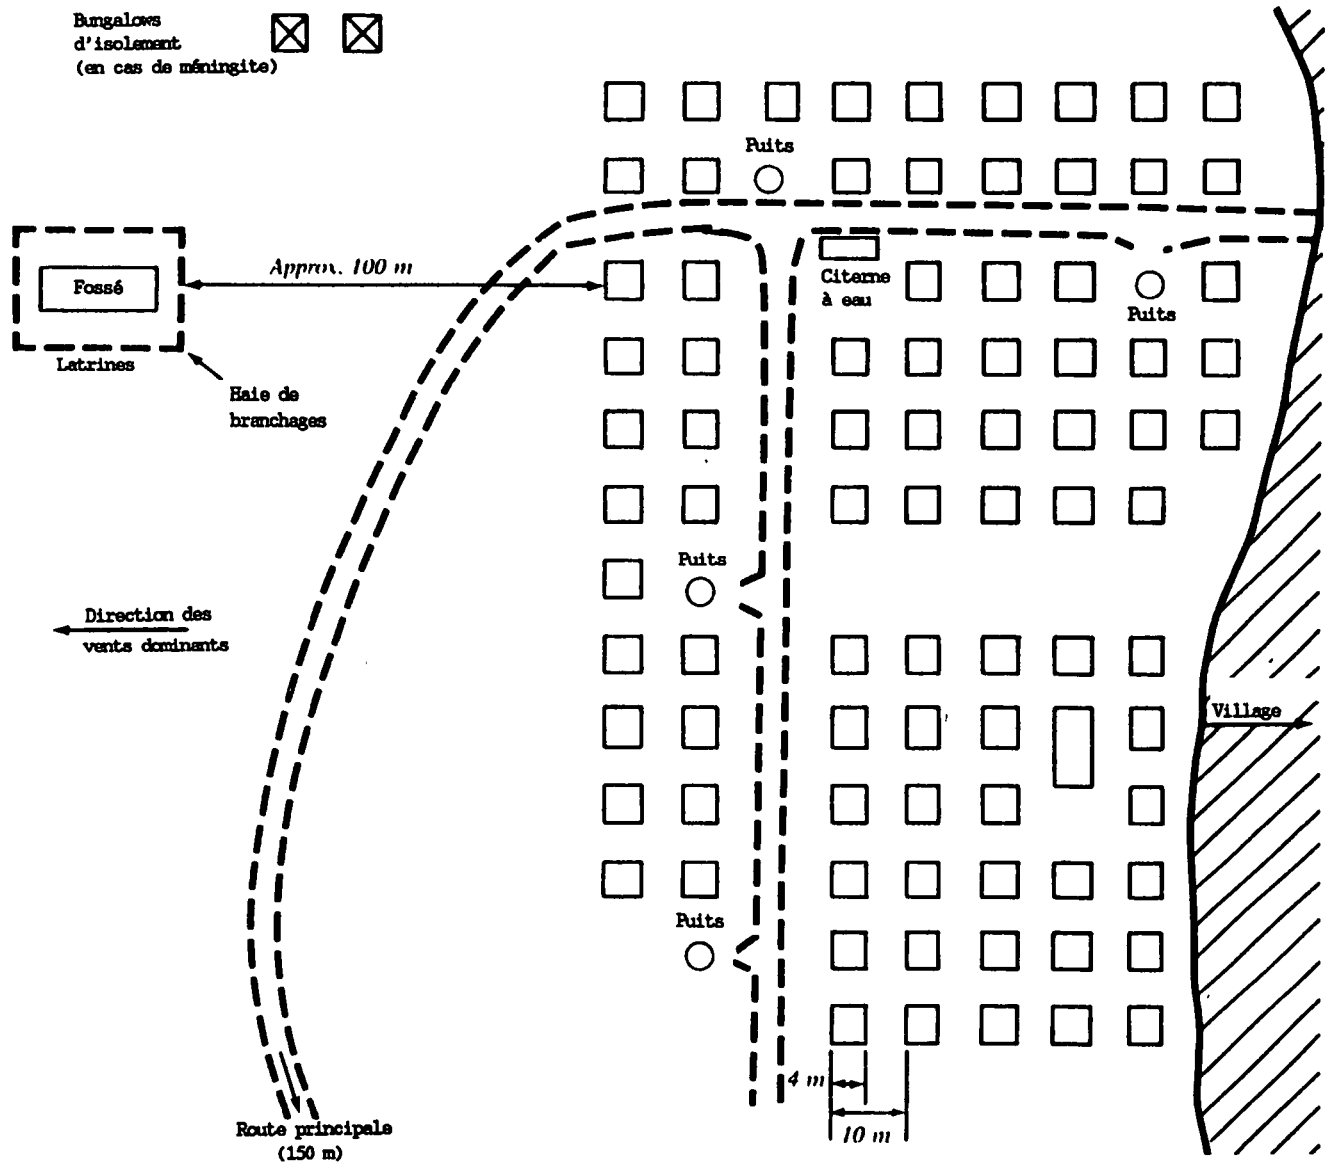 Bungalows
d'isolement
(en cas de méningite)
Puits
Approx. 100 m
Fossé
Citerne
à eau
Puits
Latrines
Haie de
branchages
Puits
Direction des
vents dominants
Village
Puits
4 m
10 m
Route principale
(150 m)